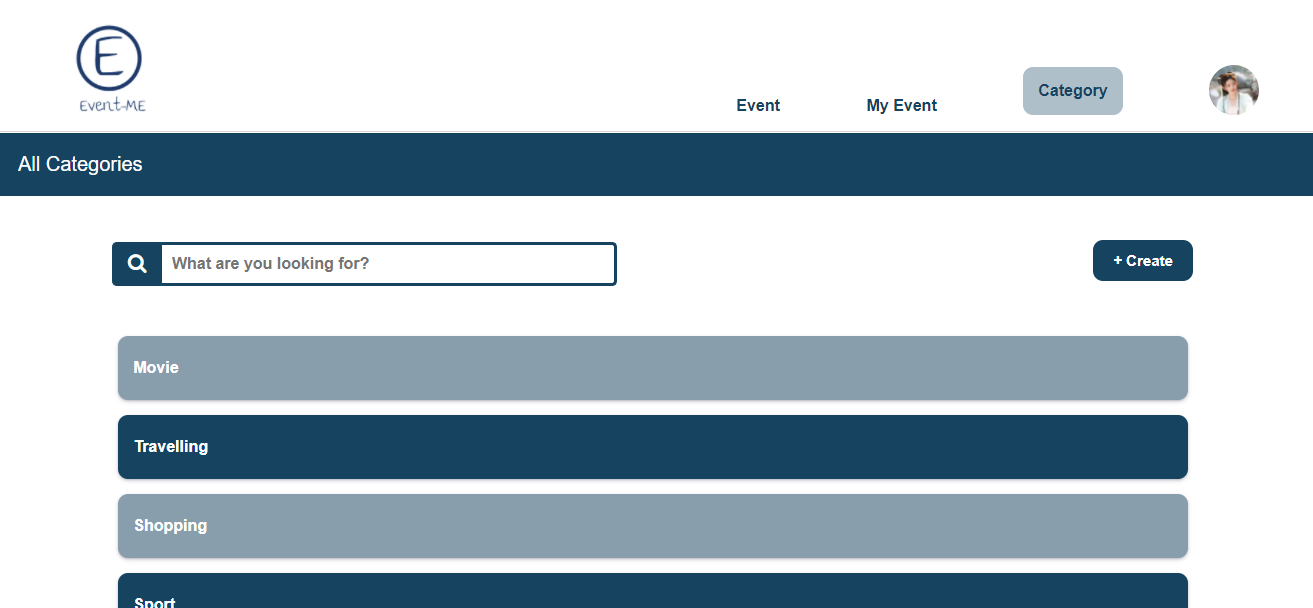 E
Event-ME
Event
My Event
Category
All Categories
What are you looking for?
+ Create
Movie
Travelling
Shopping
Sport